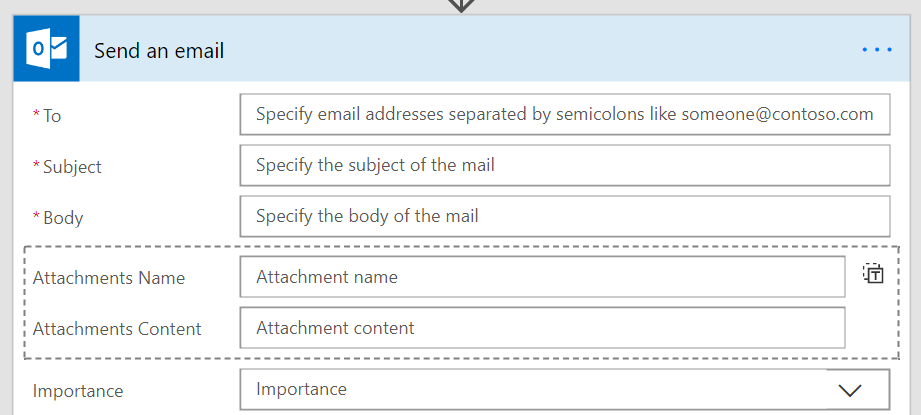 Send an email
* To
Specify email addresses separated by semicolons like someone@contoso.com
* Subject
Specify the subject of the mail
* Body
Specify the body of the mail
Attachments Name
Attachment name
Attachments Content
Attachment content
Importance
Importance